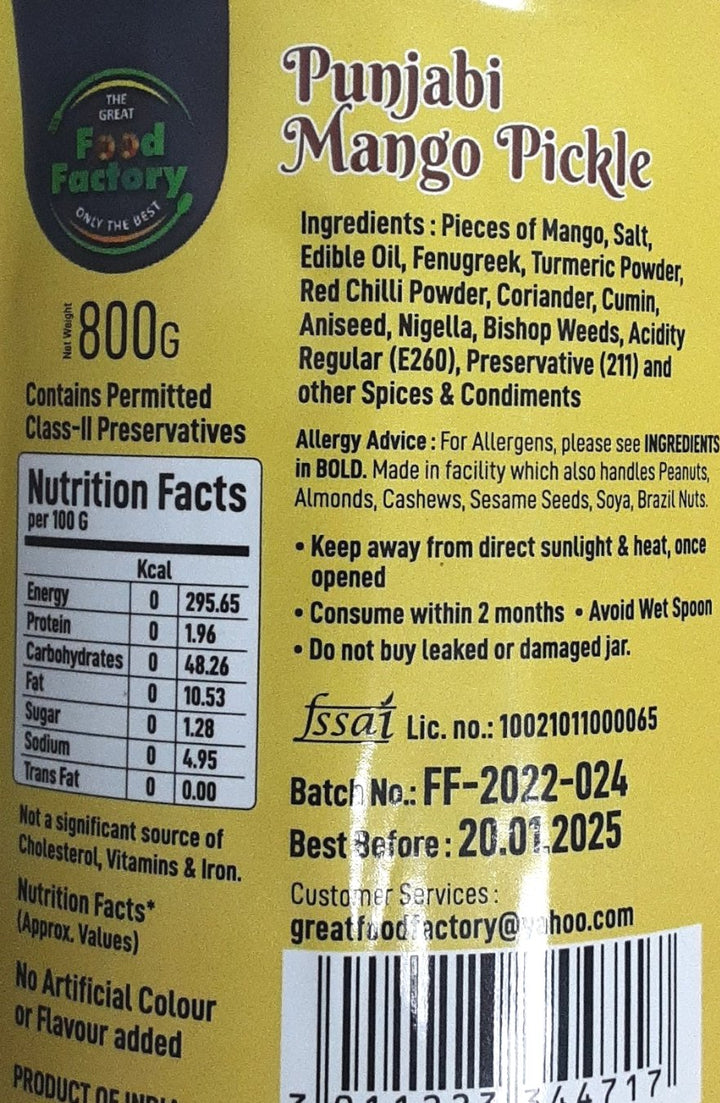 THE
GREAT
Food
Factory
ONLY THE BEST
Net Weight
800G
Contains Permitted
Class-II Preservatives
Nutrition Facts
per 100 G
Kcal
Energy 0 295.65
Protein 0 1.96
Carbohydrates 0 48.26
Fat 0 10.53
Sugar 0 1.28
Sodium 0 4.95
Trans Fat 0 0.00
Not a significant source of
Cholesterol, Vitamins & Iron.
Nutrition Facts*
(Approx. Values)
No Artificial Colour
or Flavour added
PRODUCT OF INDIA
Punjabi
Mango Pickle
Ingredients : Pieces of Mango, Salt,
Edible Oil, Fenugreek, Turmeric Powder,
Red Chilli Powder, Coriander, Cumin,
Aniseed, Nigella, Bishop Weeds, Acidity
Regular (E260), Preservative (211) and
other Spices & Condiments
Allergy Advice : For Allergens, please see INGREDIENTS
in BOLD. Made in facility which also handles Peanuts,
Almonds, Cashews, Sesame Seeds, Soya, Brazil Nuts.
• Keep away from direct sunlight & heat, once
opened
• Consume within 2 months • Avoid Wet Spoon
• Do not buy leaked or damaged jar.
fssai Lic. no.: 10021011000065
Batch No.: FF-2022-024
Best Before : 20.01.2025
Customer Services :
greatfoodfactory@yahoo.com
344717